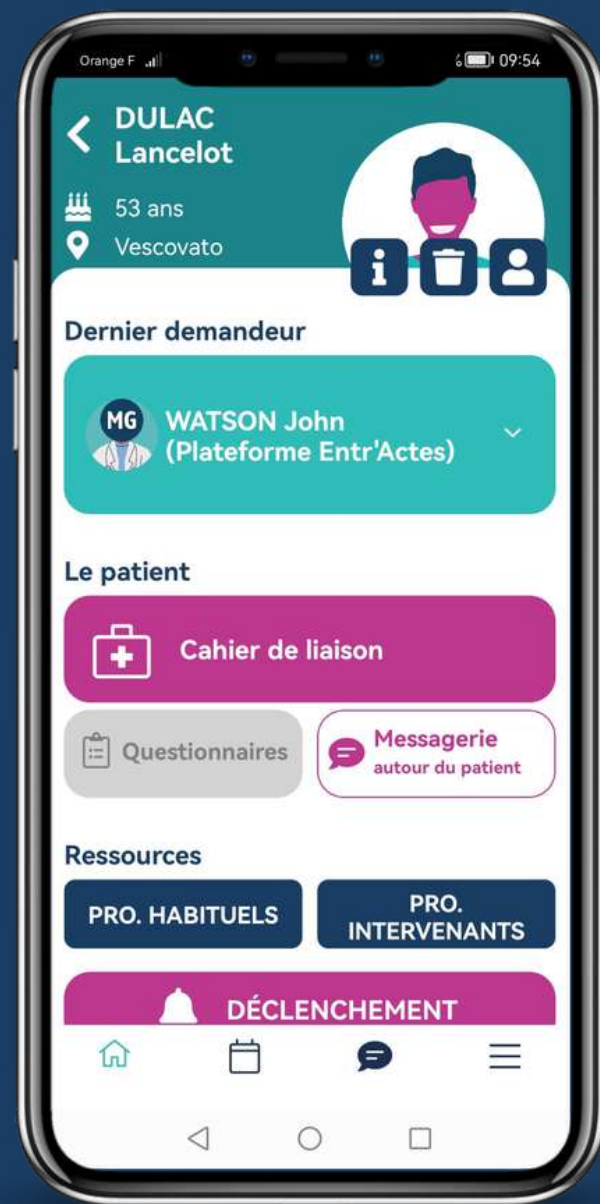 Orange F
09:54
DULAC
Lancelot
53 ans
Vescovato
Dernier demandeur
MG
WATSON John
(Plateforme Entr'Actes)
Le patient
Cahier de liaison
Questionnaires
Messagerie
autour du patient
Ressources
PRO. HABITUELS
PRO.
INTERVENANTS
DÉCLENCHEMENT